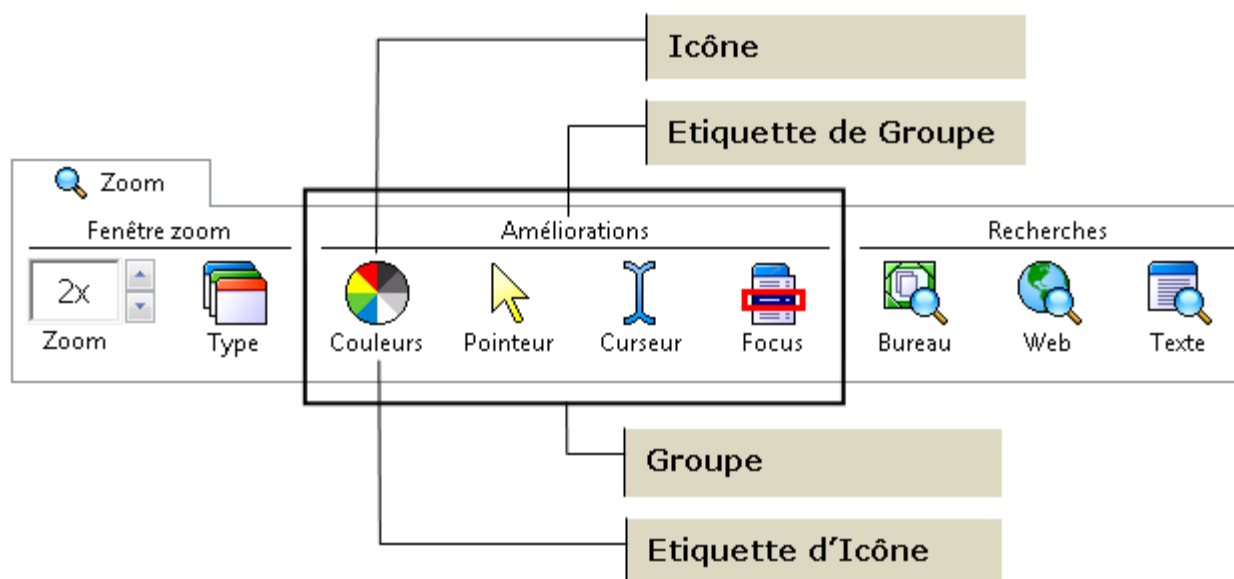 Icône
Etiquette de Groupe
Zoom
Fenêtre zoom
Améliorations
Recherches
2x
Zoom
Type
Couleurs
Pointeur
Curseur
Focus
Bureau
Web
Texte
Groupe
Etiquette d’Icône